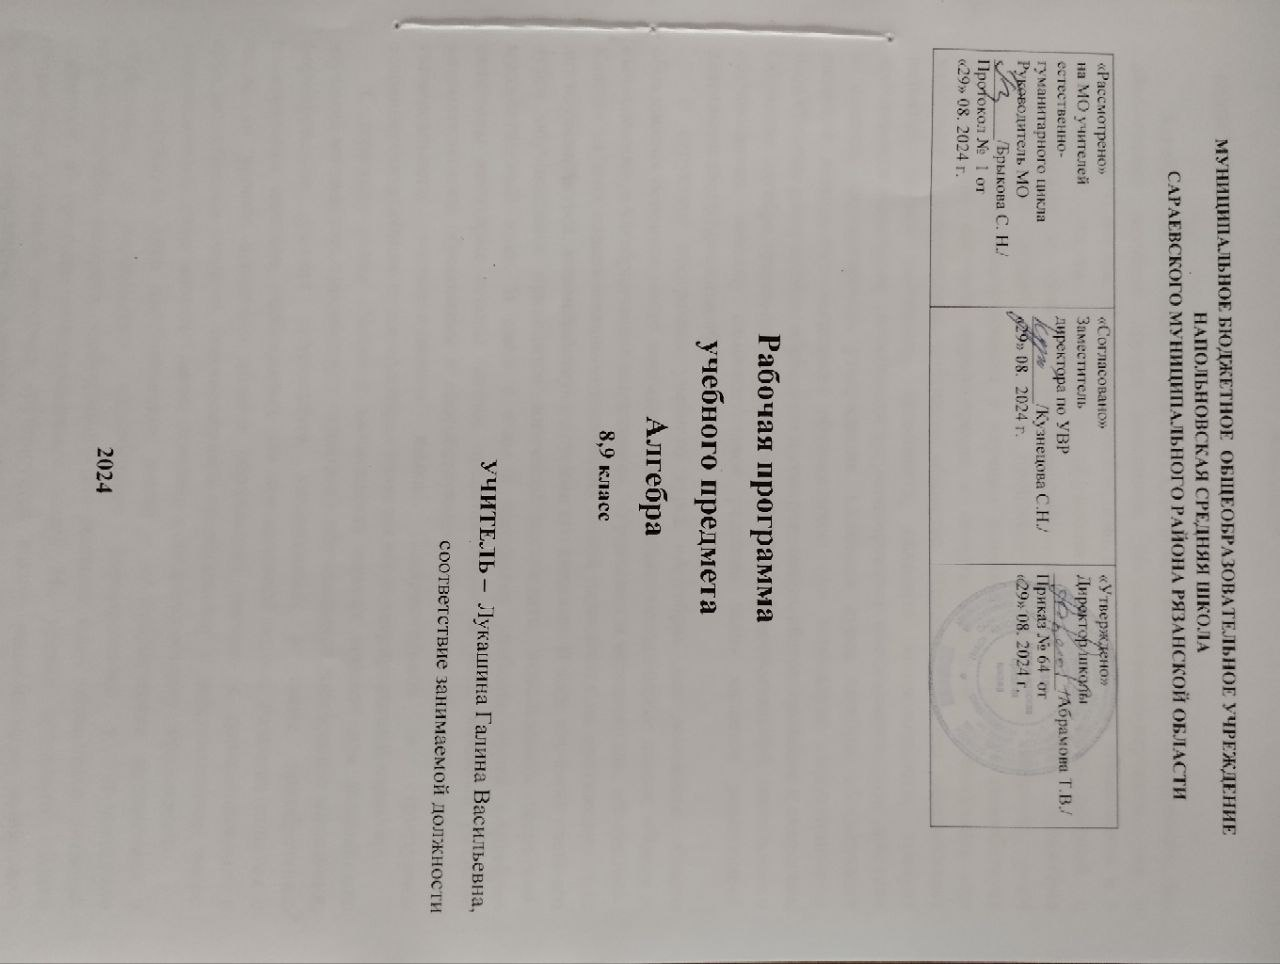 МУНИЦИПАЛЬНОЕ БЮДЖЕТНОЕ ОБЩЕОБРАЗОВАТЕЛЬНОЕ УЧРЕЖДЕНИЕ
НАПОЛЬНОВСКАЯ СРЕДНЯЯ ШКОЛА
САРАЕВСКОГО МУНИЦИПАЛЬНОГО РАЙОНА РЯЗАНСКОЙ ОБЛАСТИ
«Рассмотрено»
на МО учителей
естественно-
гуманитарного цикла
Руководитель МО
/Брыкова С. Н./
Протокол № 1 от
«29» 08. 2024 г.
«Согласовано»
Заместитель
директора по УВР
/Кузнецова С.Н./
«29» 08. 2024 г.
«Утверждено»
Директор школы
/Абрамова Т.В./
Приказ № 64 от
«29» 08. 2024 г.
Рабочая программа
учебного предмета
Алгебра
8,9 класс
УЧИТЕЛЬ – Лукашина Галина Васильевна,
соответствие занимаемой должности
2024